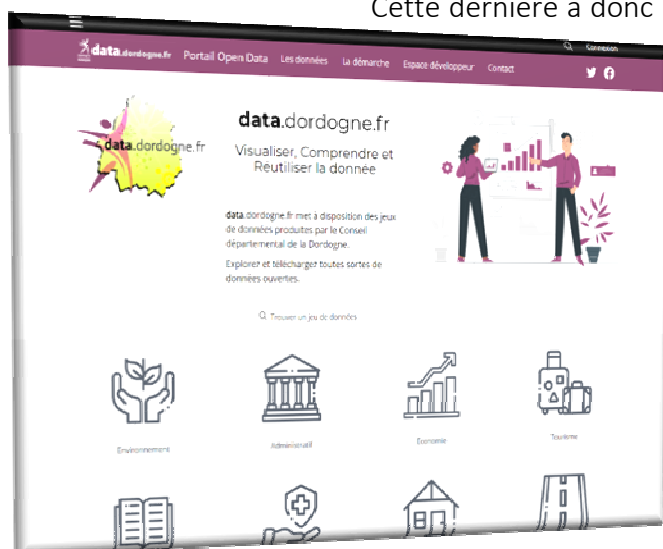 Cette dernière a donc
Connexion
data.dordogne.fr Portail Open Data Les données La démarche Espace développeur Contact
data.dordogne.fr
data.dordogne.fr
Visualiser, Comprendre et
Réutiliser la donnée
data.dordogne.fr met à disposition des jeux
de données produites par le Conseil
départemental de la Dordogne.
Explorez et télécharger toutes sortes de
données ouvertes.
Trouver un jeu de données
Environnement
Administratif
Economie
Tourisme